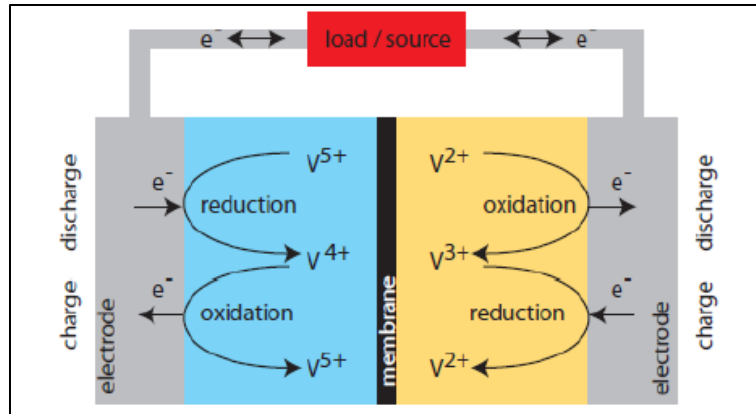 e⁻ load / source e⁻
V⁵⁺ V²⁺
e⁻ e⁻
discharge reduction oxidation discharge
V⁴⁺ V³⁺
e⁻ e⁻
charge electrode oxidation membrane reduction electrode charge
V⁵⁺ V²⁺